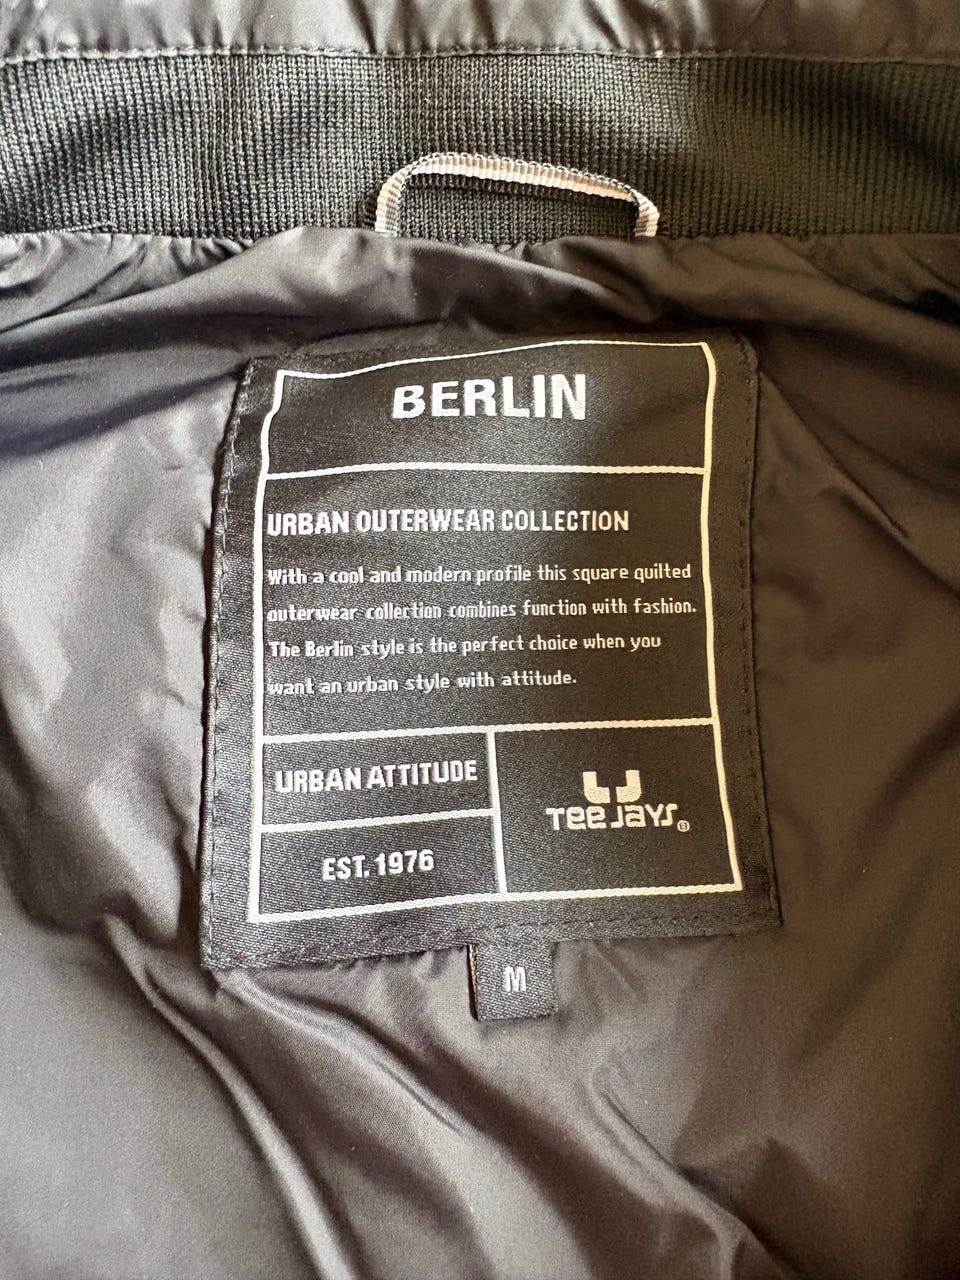 BERLIN
URBAN OUTERWEAR COLLECTION
With a cool and modern profile this square quilted
outerwear collection combines function with fashion.
The Berlin style is the perfect choice when you
want an urban style with attitude.
URBAN ATTITUDE
EST. 1976
Tee Jays®
M